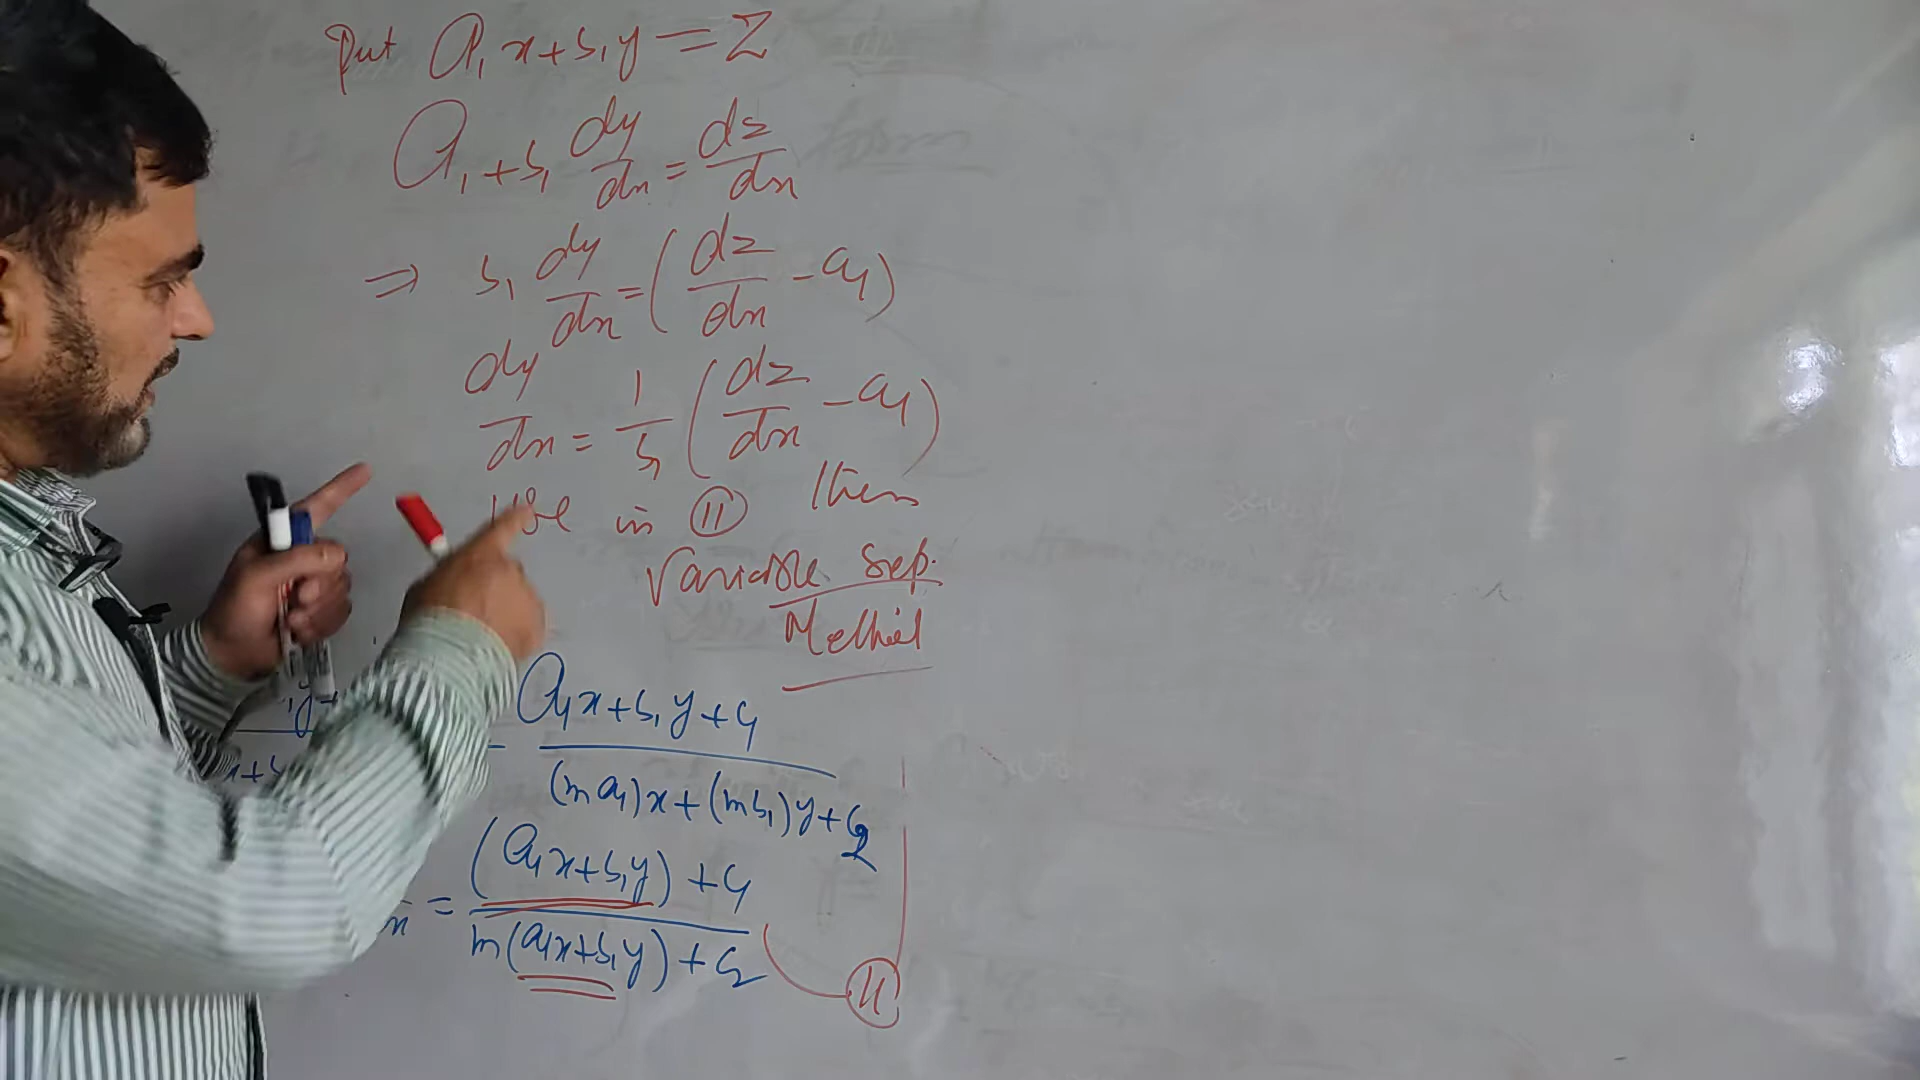 Put a₁x+b₁y=Z
a₁+b₁ dy/dx = dz/dx
⇒ b₁ dy/dx = (dz/dx - a₁)
dy/dx = 1/b₁ (dz/dx - a₁)
Use in (II) then
Variable Sep.
Method
= (a₁x+b₁y+c₁)/((ma₁)x+(mb₁)y+c₂)
= ((a₁x+b₁y)+c₁)/(m(a₁x+b₁y)+c₂) (II)